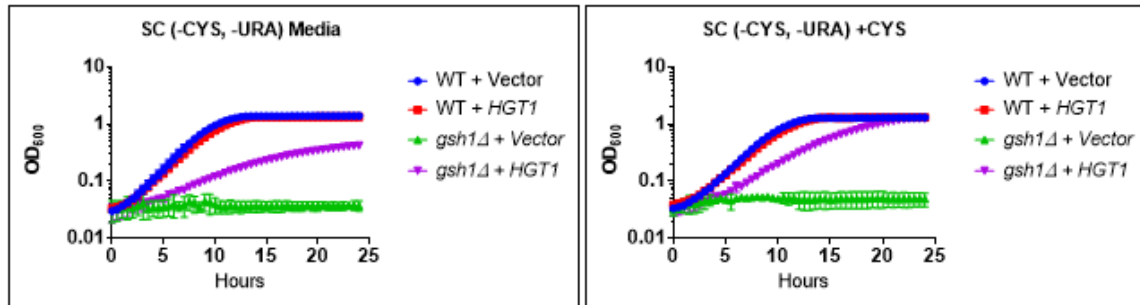 SC (-CYS, -URA) Media
10
1
0.1
0.01
OD600
0
5
10
15
20
25
Hours
WT + Vector
WT + HGT1
gsh1Δ + Vector
gsh1Δ + HGT1
SC (-CYS, -URA) +CYS
10
1
0.1
0.01
OD600
0
5
10
15
20
25
Hours
WT + Vector
WT + HGT1
gsh1Δ + Vector
gsh1Δ + HGT1